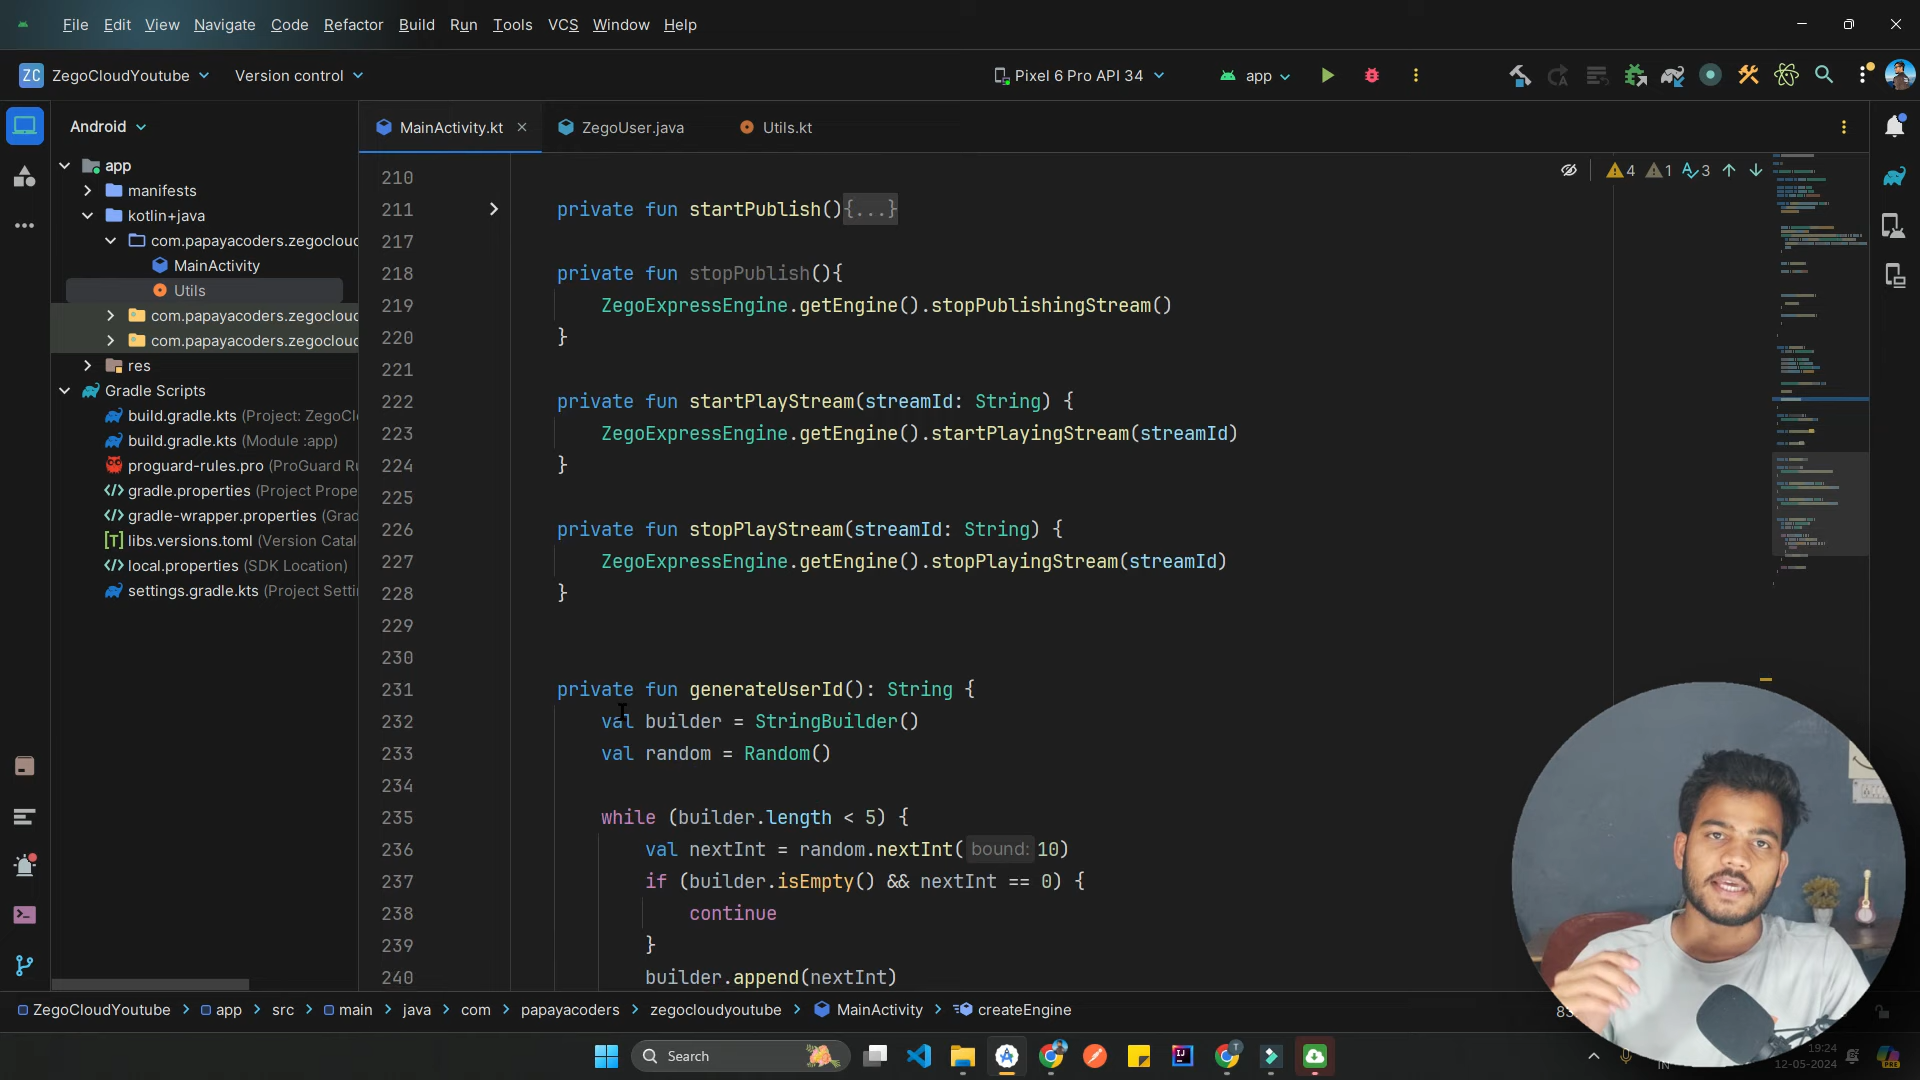 File Edit View Navigate Code Refactor Build Run Tools VCS Window Help
ZC ZegoCloudYoutube Version control Pixel 6 Pro API 34 app
Android
MainActivity.kt ZegoUser.java Utils.kt
app
manifests
kotlin+java
com.papayacoders.zegocloud
MainActivity
Utils
com.papayacoders.zegocloud
com.papayacoders.zegocloud
res
Gradle Scripts
build.gradle.kts (Project: ZegoCl
build.gradle.kts (Module :app)
proguard-rules.pro (ProGuard Ru
gradle.properties (Project Prope
gradle-wrapper.properties (Grad
libs.versions.toml (Version Catal
local.properties (SDK Location)
settings.gradle.kts (Project Setti
4 1 3
210
211 private fun startPublish(){...}
217
218 private fun stopPublish(){
219 ZegoExpressEngine.getEngine().stopPublishingStream()
220 }
221
222 private fun startPlayStream(streamId: String) {
223 ZegoExpressEngine.getEngine().startPlayingStream(streamId)
224 }
225
226 private fun stopPlayStream(streamId: String) {
227 ZegoExpressEngine.getEngine().stopPlayingStream(streamId)
228 }
229
230
231 private fun generateUserId(): String {
232 val builder = StringBuilder()
233 val random = Random()
234
235 while (builder.length < 5) {
236 val nextInt = random.nextInt( bound: 10)
237 if (builder.isEmpty() && nextInt == 0) {
238 continue
239 }
240 builder.append(nextInt)
ZegoCloudYoutube > app > src > main > java > com > papayacoders > zegocloudyoutube > MainActivity > createEngine
Search
IN
19:24
12-05-2024
PRE